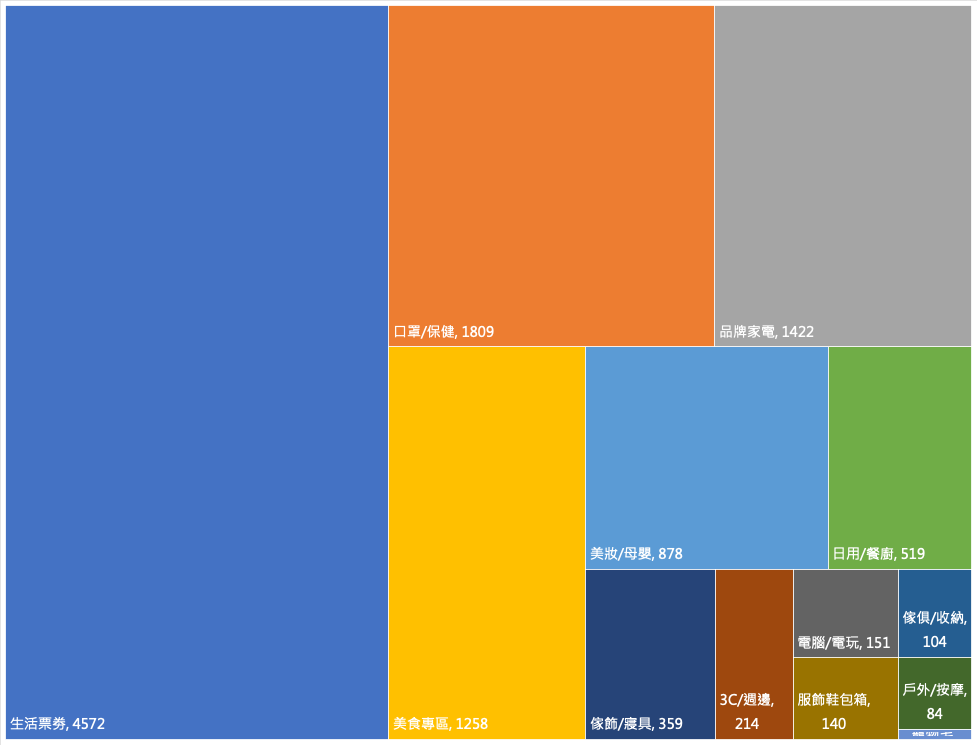 口罩/保健, 1809
品牌家電, 1422
美妝/母嬰, 878
日用/餐廚, 519
生活票券, 4572
美食專區, 1258
傢飾/寢具, 359
3C/週邊,
214
電腦/電玩, 151
服飾鞋包箱,
140
傢俱/收納,
104
戶外/按摩,
84